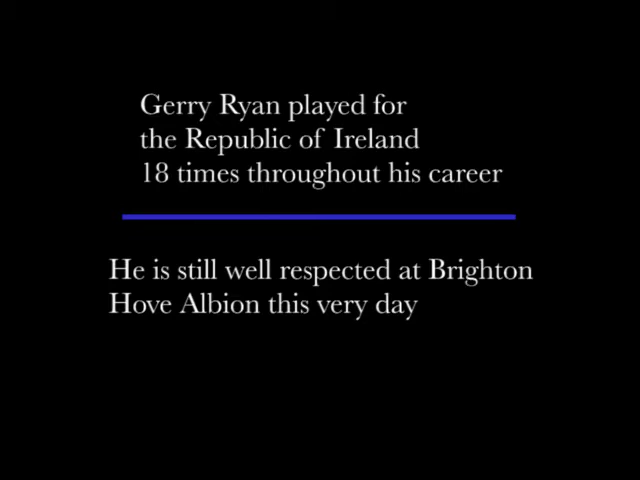 Gerry Ryan played for
the Republic of Ireland
18 times throughout his career
He is still well respected at Brighton
Hove Albion this very day